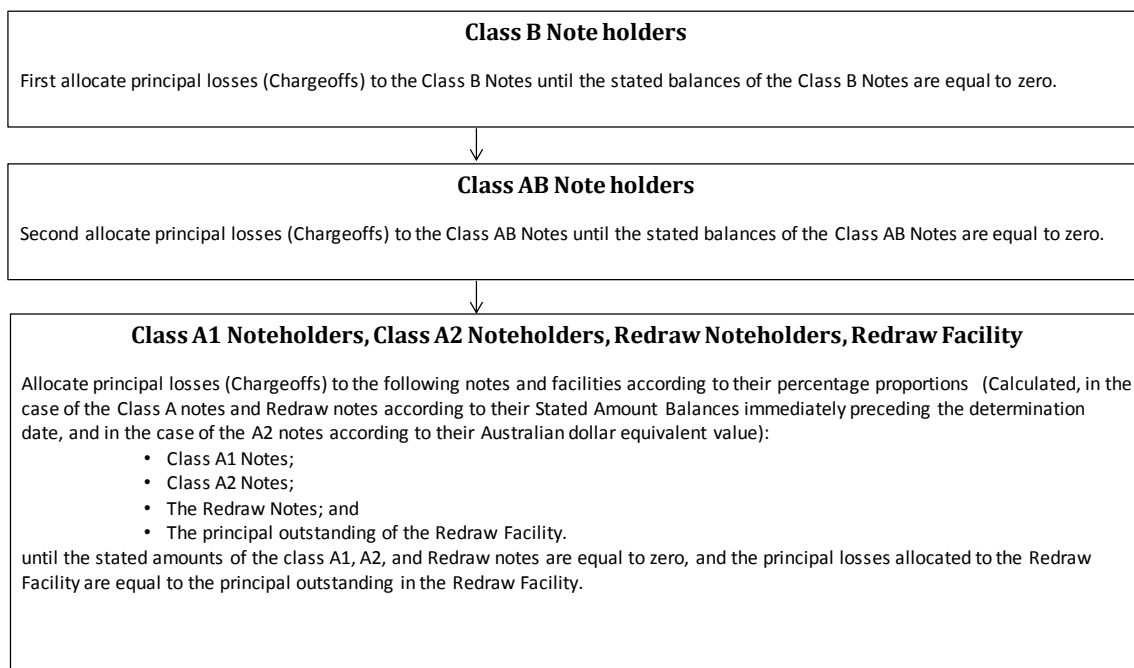 Class B Note holders
First allocate principal losses (Chargeoffs) to the Class B Notes until the stated balances of the Class B Notes are equal to zero.
Class AB Note holders
Second allocate principal losses (Chargeoffs) to the Class AB Notes until the stated balances of the Class AB Notes are equal to zero.
Class A1 Noteholders, Class A2 Noteholders, Redraw Noteholders, Redraw Facility
Allocate principal losses (Chargeoffs) to the following notes and facilities according to their percentage proportions (Calculated, in the
case of the Class A notes and Redraw notes according to their Stated Amount Balances immediately preceding the determination
date, and in the case of the A2 notes according to their Australian dollar equivalent value):
• Class A1 Notes;
• Class A2 Notes;
• The Redraw Notes; and
• The principal outstanding of the Redraw Facility.
until the stated amounts of the class A1, A2, and Redraw notes are equal to zero, and the principal losses allocated to the Redraw
Facility are equal to the principal outstanding in the Redraw Facility.